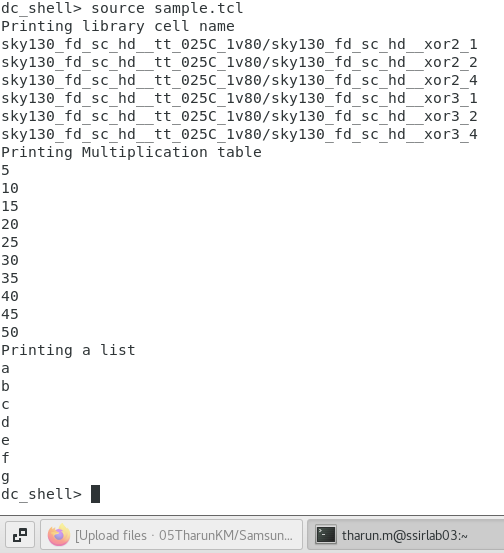 dc_shell> source sample.tcl
Printing library cell name
sky130_fd_sc_hd__tt_025C_1v80/sky130_fd_sc_hd__xor2_1
sky130_fd_sc_hd__tt_025C_1v80/sky130_fd_sc_hd__xor2_2
sky130_fd_sc_hd__tt_025C_1v80/sky130_fd_sc_hd__xor2_4
sky130_fd_sc_hd__tt_025C_1v80/sky130_fd_sc_hd__xor3_1
sky130_fd_sc_hd__tt_025C_1v80/sky130_fd_sc_hd__xor3_2
sky130_fd_sc_hd__tt_025C_1v80/sky130_fd_sc_hd__xor3_4
Printing Multiplication table
5
10
15
20
25
30
35
40
45
50
Printing a list
a
b
c
d
e
f
g
dc_shell>
[Upload files · 05TharunKM/Samsun...
tharun.m@ssirlab03:~